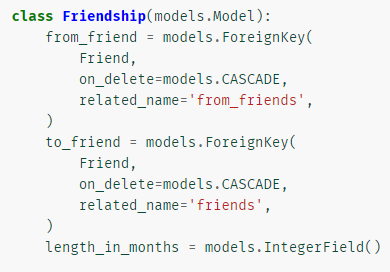 class Friendship(models.Model):
    from_friend = models.ForeignKey(
        Friend,
        on_delete=models.CASCADE,
        related_name='from_friends',
    )
    to_friend = models.ForeignKey(
        Friend,
        on_delete=models.CASCADE,
        related_name='friends',
    )
    length_in_months = models.IntegerField()